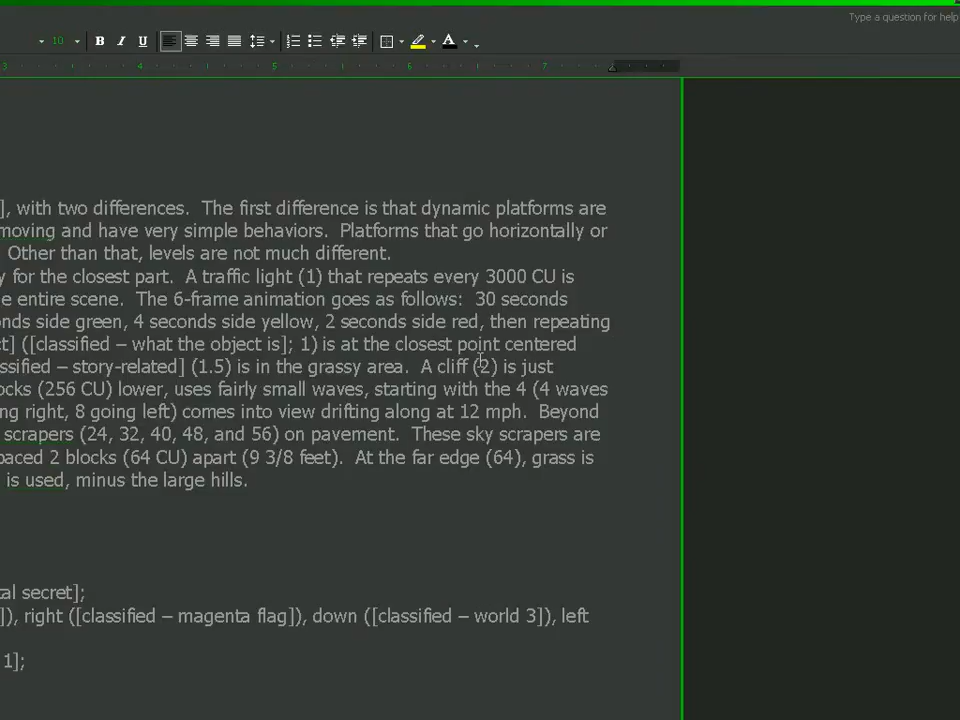 Type a question for help
10 B I U A
3 4 5 6 7
], with two differences.  The first difference is that dynamic platforms are
moving and have very simple behaviors.  Platforms that go horizontally or
Other than that, levels are not much different.
y for the closest part.  A traffic light (1) that repeats every 3000 CU is
e entire scene.  The 6-frame animation goes as follows:  30 seconds
onds side green, 4 seconds side yellow, 2 seconds side red, then repeating
ct] ([classified – what the object is]; 1) is at the closest point centered
ssified – story-related] (1.5) is in the grassy area.  A cliff (2) is just
ocks (256 CU) lower, uses fairly small waves, starting with the 4 (4 waves
ng right, 8 going left) comes into view drifting along at 12 mph.  Beyond
scrapers (24, 32, 40, 48, and 56) on pavement.  These sky scrapers are
paced 2 blocks (64 CU) apart (9 3/8 feet).  At the far edge (64), grass is
is used, minus the large hills.
tal secret];
]), right ([classified – magenta flag]), down ([classified – world 3]), left
1];